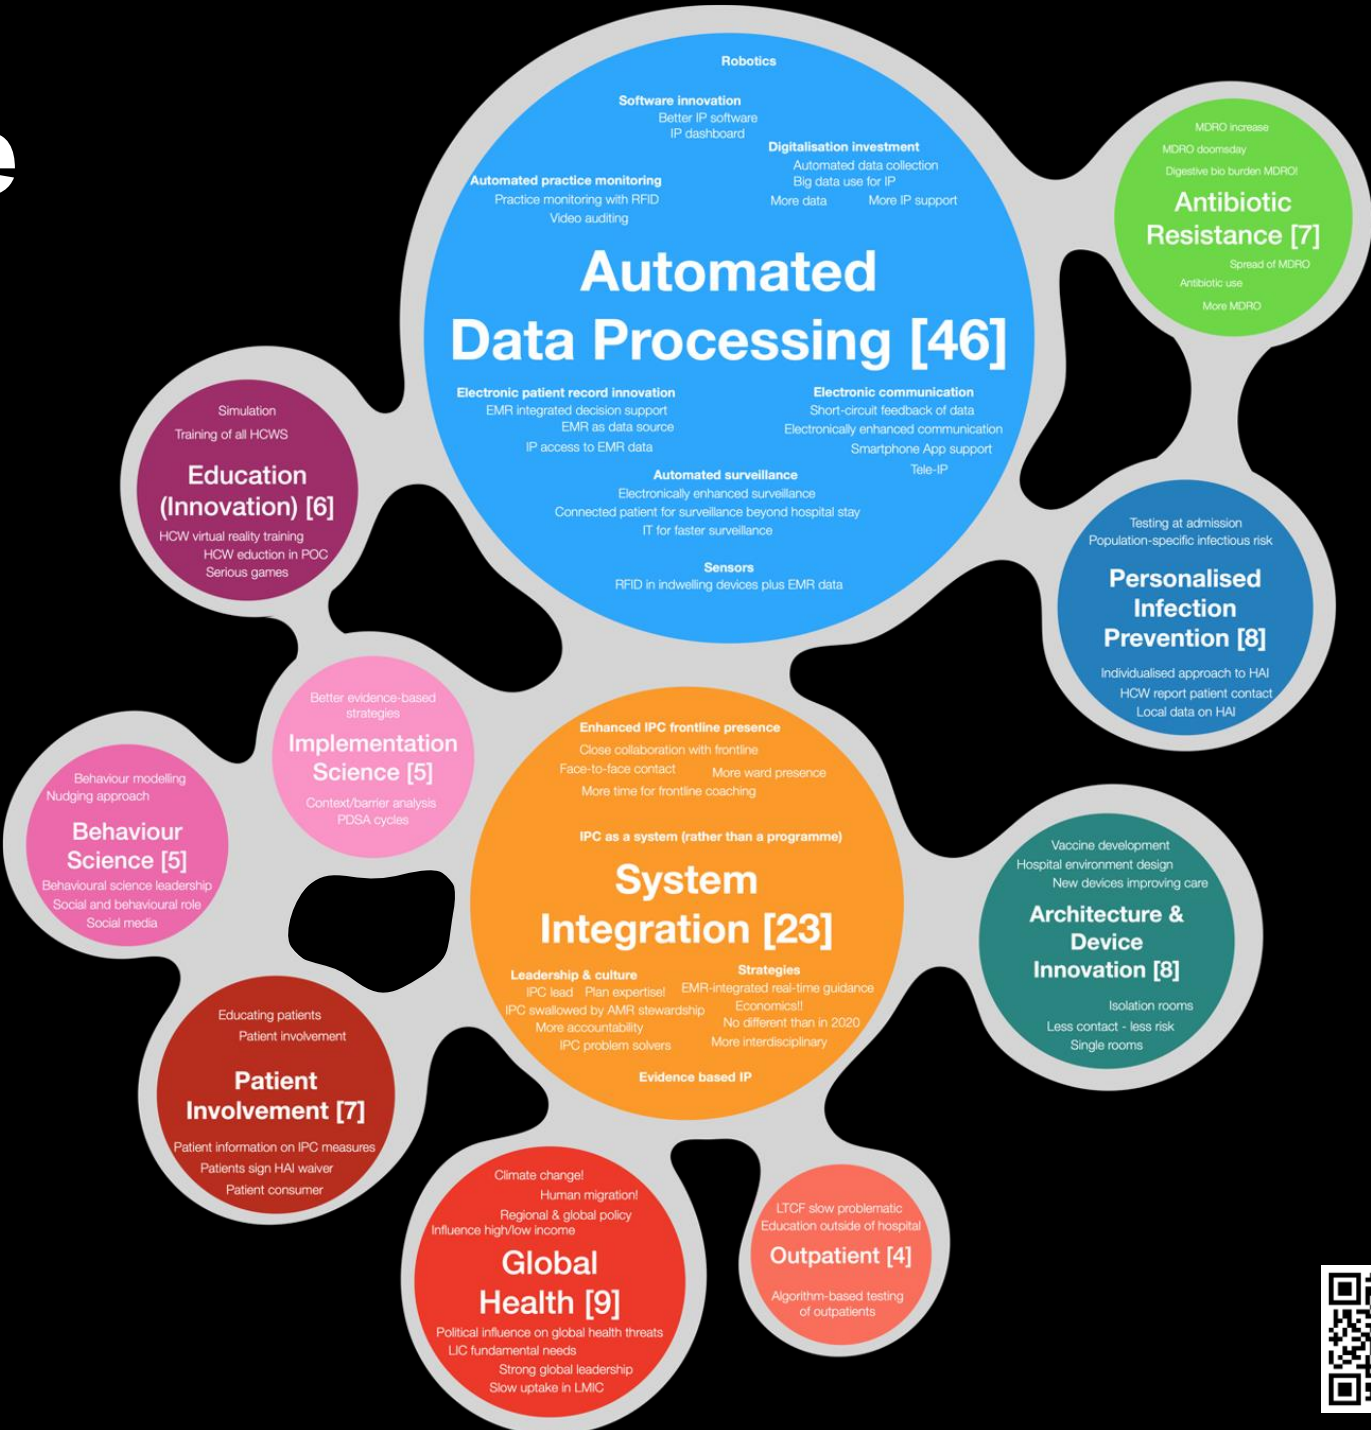 e
Robotics
Software innovation
Better IP software
IP dashboard
Digitalisation investment
Automated data collection
Big data use for IP
More data More IP support
Automated practice monitoring
Practice monitoring with RFID
Video auditing
Automated
Data Processing [46]
Electronic patient record innovation
EMR integrated decision support
EMR as data source
IP access to EMR data
Electronic communication
Short-circuit feedback of data
Electronically enhanced communication
Smartphone App support
Tele-IP
Automated surveillance
Electronically enhanced surveillance
Connected patient for surveillance beyond hospital stay
IT for faster surveillance
Sensors
RFID in indwelling devices plus EMR data
MDRO increase
MDRO doomsday
Digestive bio burden MDRO!
Antibiotic
Resistance [7]
Spread of MDRO
Antibiotic use
More MDRO
Simulation
Training of all HCWS
Education
(Innovation) [6]
HCW virtual reality training
HCW eduction in POC
Serious games
Testing at admission
Population-specific infectious risk
Personalised
Infection
Prevention [8]
Individualised approach to HAI
HCW report patient contact
Local data on HAI
Better evidence-based
strategies
Implementation
Science [5]
Context/barrier analysis
PDSA cycles
Behaviour modelling
Nudging approach
Behaviour
Science [5]
Behavioural science leadership
Social and behavioural role
Social media
Enhanced IPC frontline presence
Close collaboration with frontline
Face-to-face contact More ward presence
More time for frontline coaching
IPC as a system (rather than a programme)
System
Integration [23]
Leadership & culture
IPC lead Plan expertise!
IPC swallowed by AMR stewardship
More accountability
IPC problem solvers
Strategies
EMR-integrated real-time guidance
Economics!!
No different than in 2020
More interdisciplinary
Evidence based IP
Vaccine development
Hospital environment design
New devices improving care
Architecture &
Device
Innovation [8]
Isolation rooms
Less contact - less risk
Single rooms
Educating patients
Patient involvement
Patient
Involvement [7]
Patient information on IPC measures
Patients sign HAI waiver
Patient consumer
Climate change!
Human migration!
Regional & global policy
Influence high/low income
Global
Health [9]
Political influence on global health threats
LIC fundamental needs
Strong global leadership
Slow uptake in LMIC
LTCF slow problematic
Education outside of hospital
Outpatient [4]
Algorithm-based testing
of outpatients